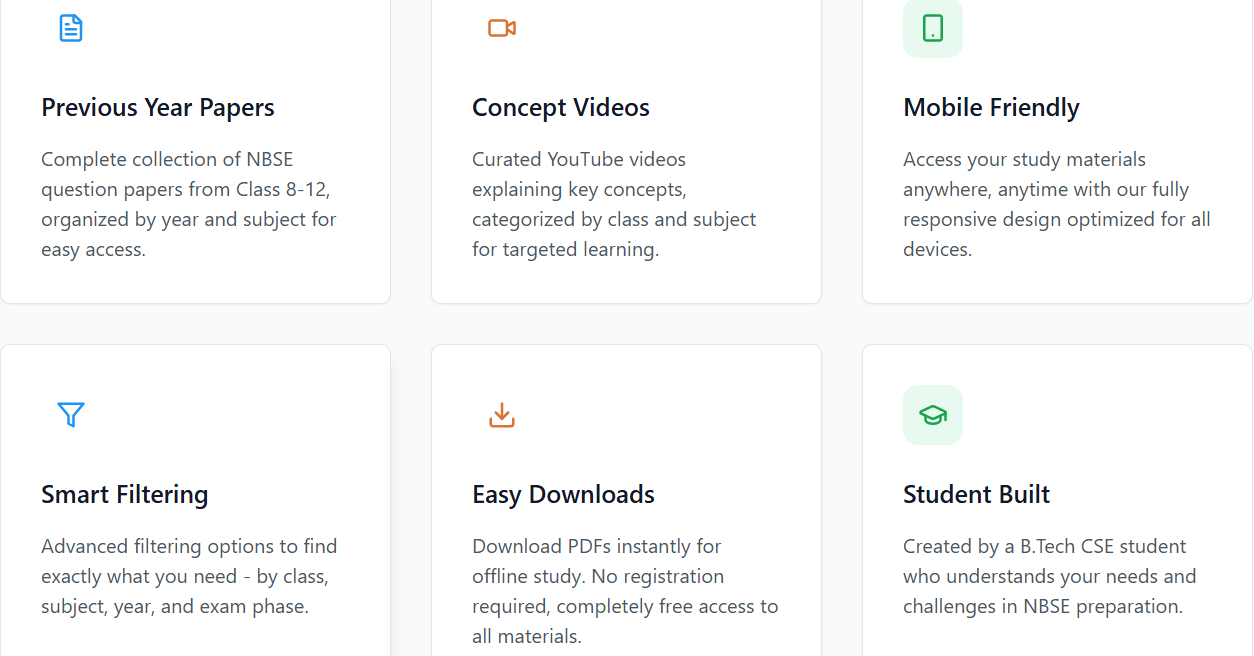 Previous Year Papers
Complete collection of NBSE
question papers from Class 8-12,
organized by year and subject for
easy access.
Concept Videos
Curated YouTube videos
explaining key concepts,
categorized by class and subject
for targeted learning.
Mobile Friendly
Access your study materials
anywhere, anytime with our fully
responsive design optimized for all
devices.
Smart Filtering
Advanced filtering options to find
exactly what you need - by class,
subject, year, and exam phase.
Easy Downloads
Download PDFs instantly for
offline study. No registration
required, completely free access to
all materials.
Student Built
Created by a B.Tech CSE student
who understands your needs and
challenges in NBSE preparation.